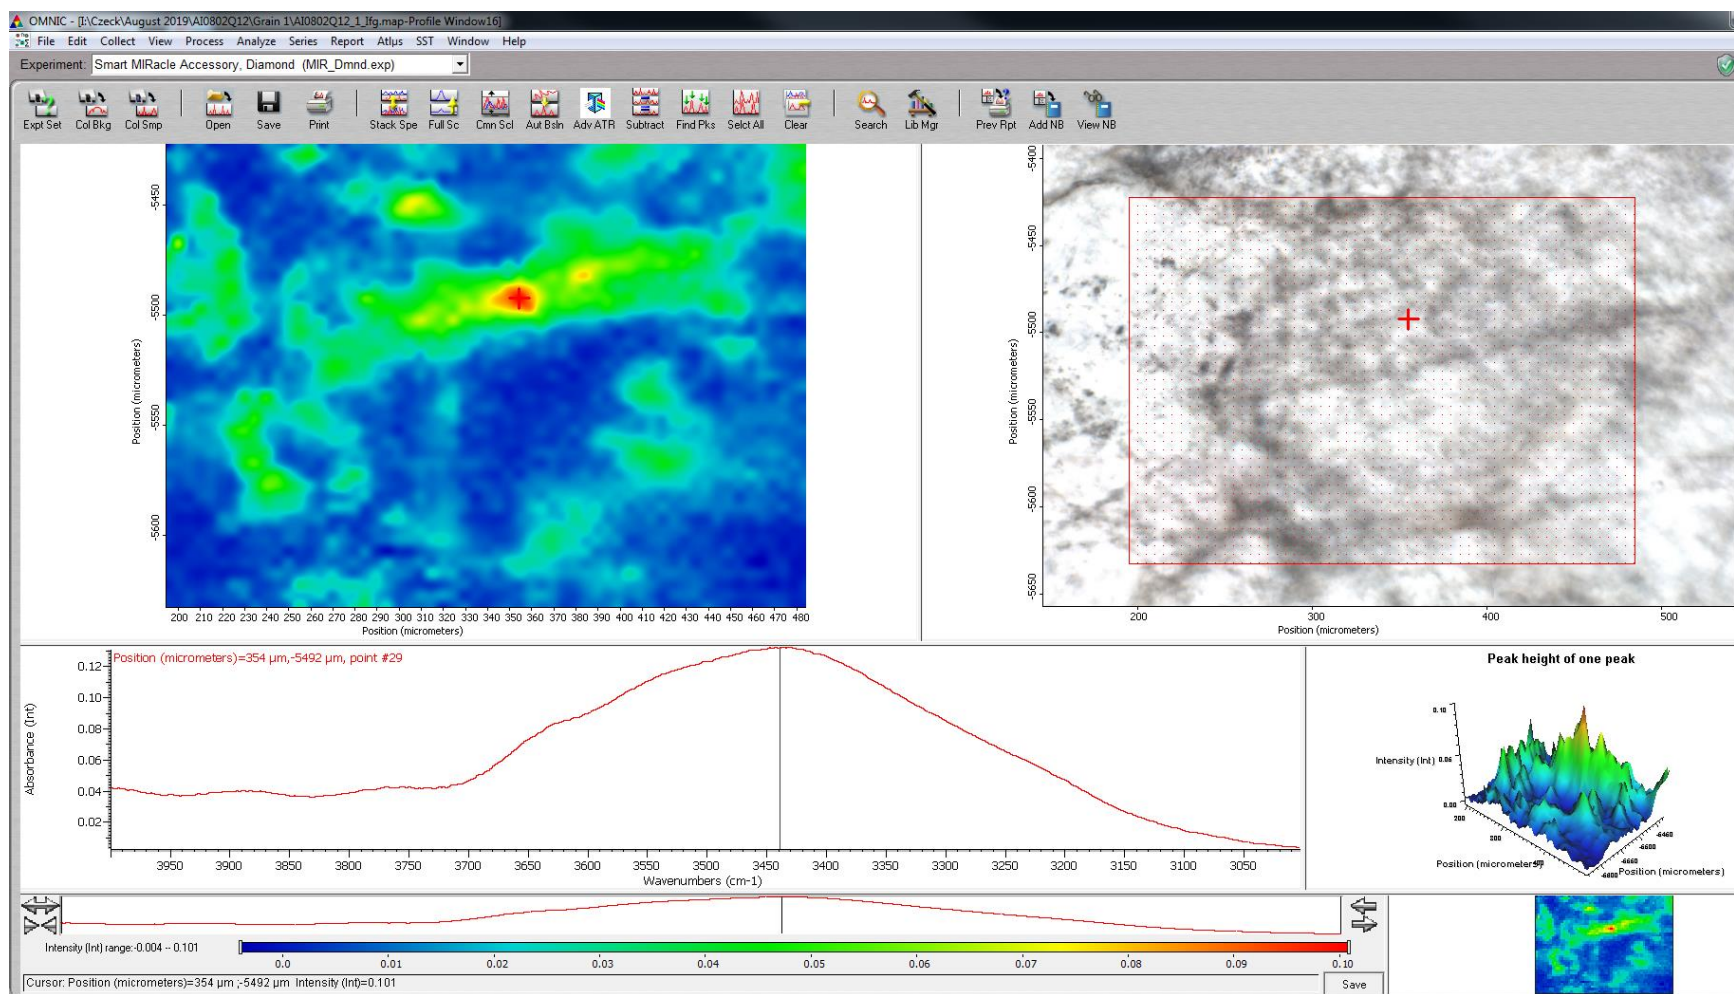 OMNIC - [I:\Czeck\August 2019\AI0802Q12\Grain 1\AI0802Q12_1_lfg.map-Profile Window16]
File Edit Collect View Process Analyze Series Report Atlµs SST Window Help
Experiment: Smart MIRacle Accessory, Diamond (MIR_Dmnd.exp)
Expt Set Col Bkg Col Smp Open Save Print Stack Spe Full Sc Cmn Scl Aut Bsln Adv ATR Subtract Find Pks Selct All Clear Search Lib Mgr Prev Rpt Add NB View NB
-5450
-5500
-5550
-5600
Position (micrometers)
200 210 220 230 240 250 260 270 280 290 300 310 320 330 340 350 360 370 380 390 400 410 420 430 440 450 460 470 480
Position (micrometers)
-5400
-5450
-5500
-5550
-5600
-5650
Position (micrometers)
200 300 400 500
Position (micrometers)
Position (micrometers)=354 µm,-5492 µm, point #29
0.12
0.10
0.08
0.06
0.04
0.02
Absorbance (Int)
3950 3900 3850 3800 3750 3700 3650 3600 3550 3500 3450 3400 3350 3300 3250 3200 3150 3100 3050
Wavenumbers (cm-1)
Peak height of one peak
0.10
Intensity (Int) 0.05
0.00
200
Position (micrometers)
Position (micrometers)
Intensity (Int) range:-0.004 -- 0.101
0.0 0.01 0.02 0.03 0.04 0.05 0.06 0.07 0.08 0.09 0.10
Cursor: Position (micrometers)=354 µm ;-5492 µm Intensity (Int)=0.101
Save